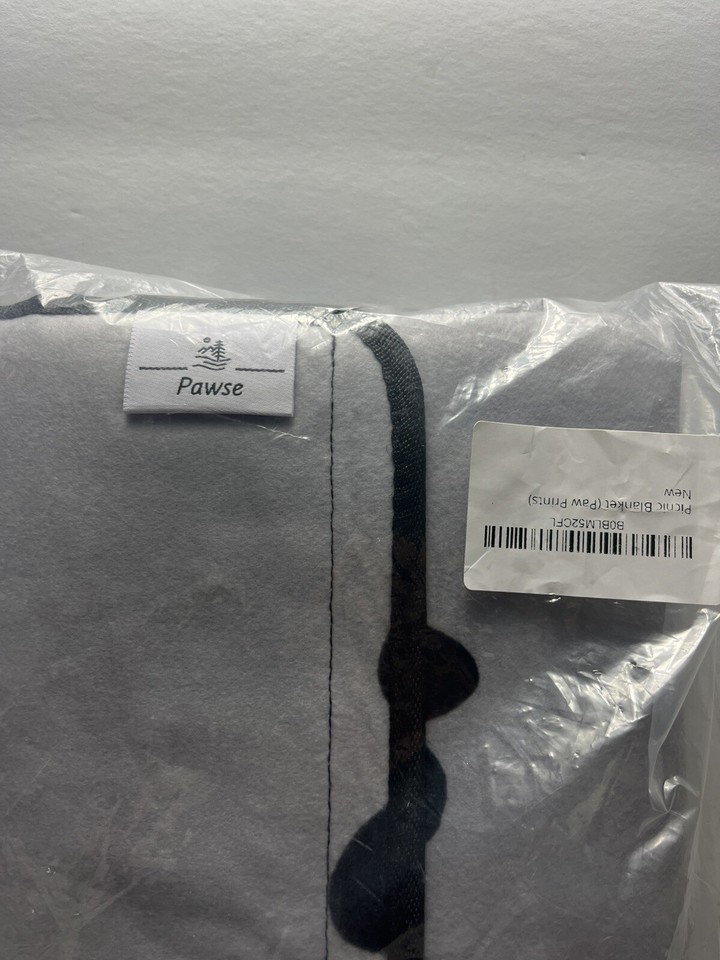 Pawse
B0BLM52CFL
Picnic Blanket (Paw Prints)
New